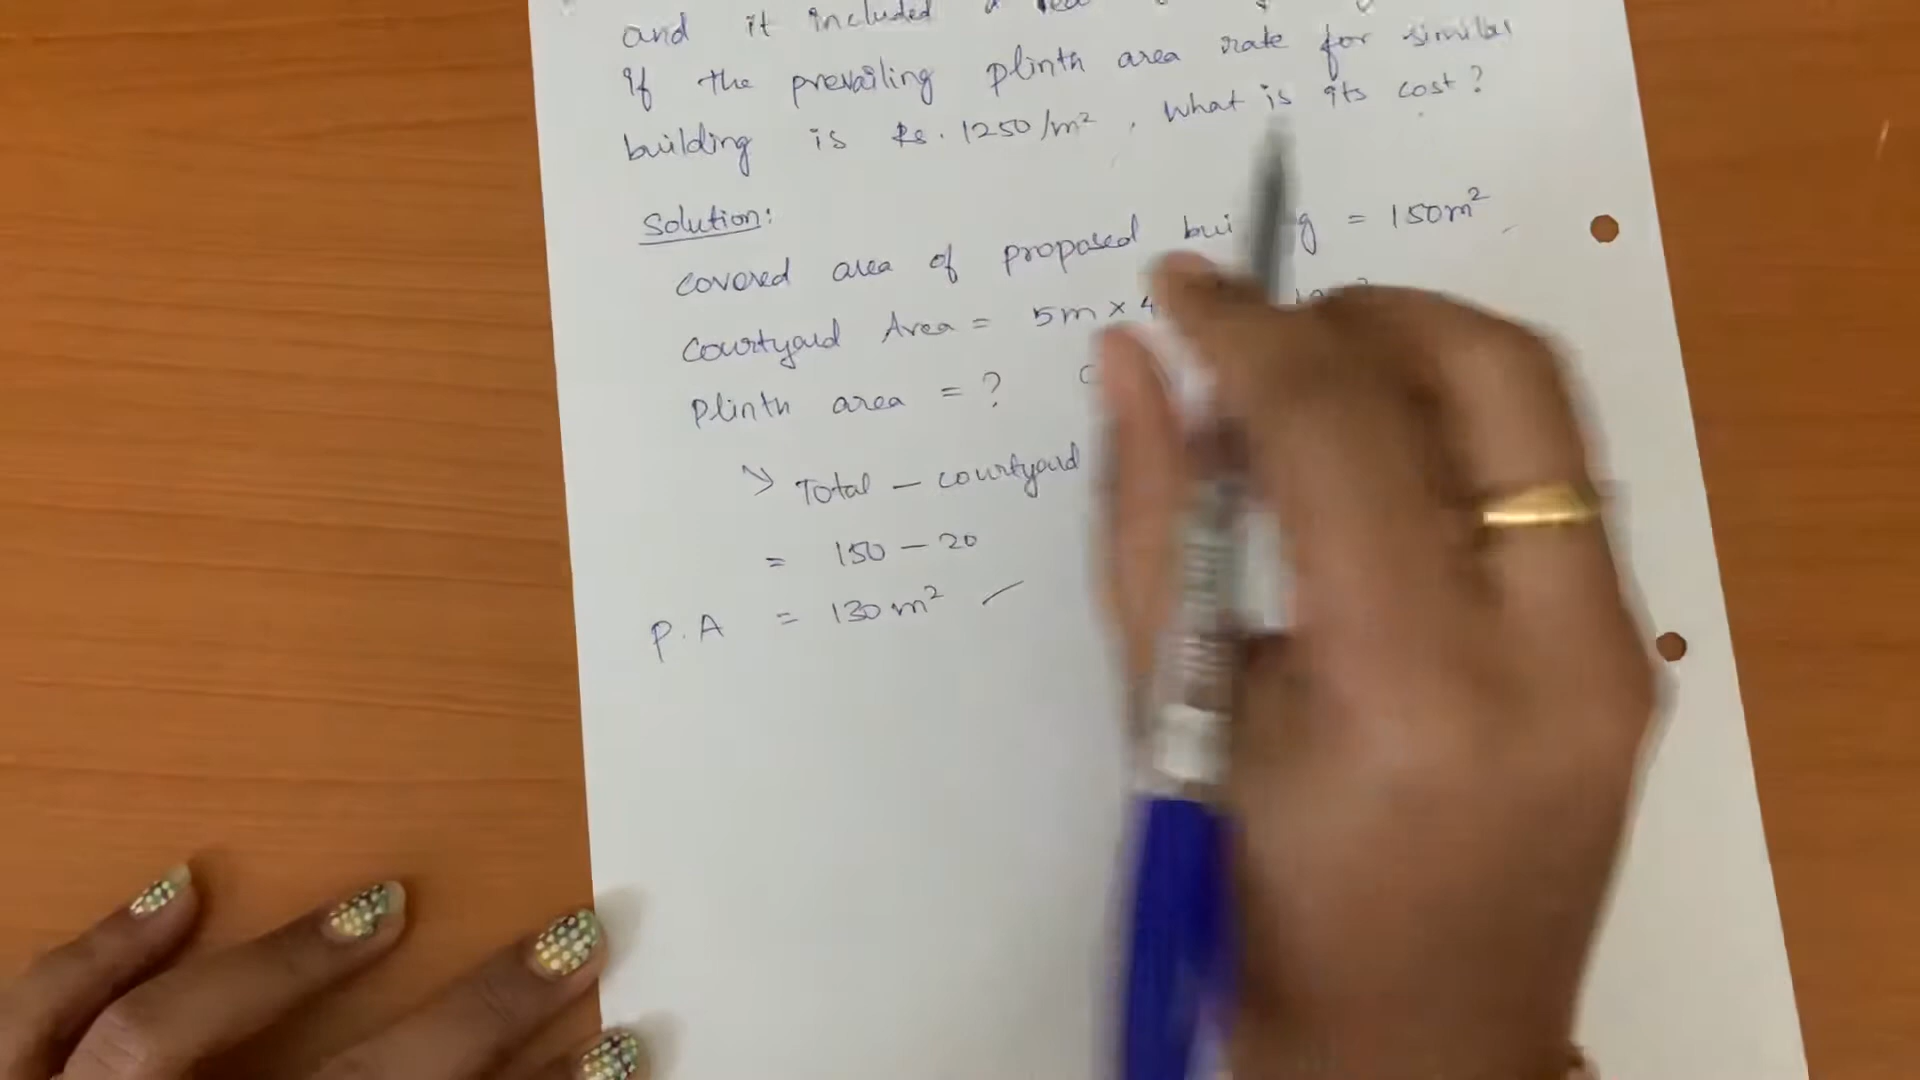 and it included a
If the prevailing plinth area rate for similar
building is Rs. 1250/m², What is its cost?
Solution:
covered area of proposed = 150m²
Courtyard Area = 5m x 4
Plinth area = ?
Total - courtyard
= 150 - 20
P.A = 130 m²